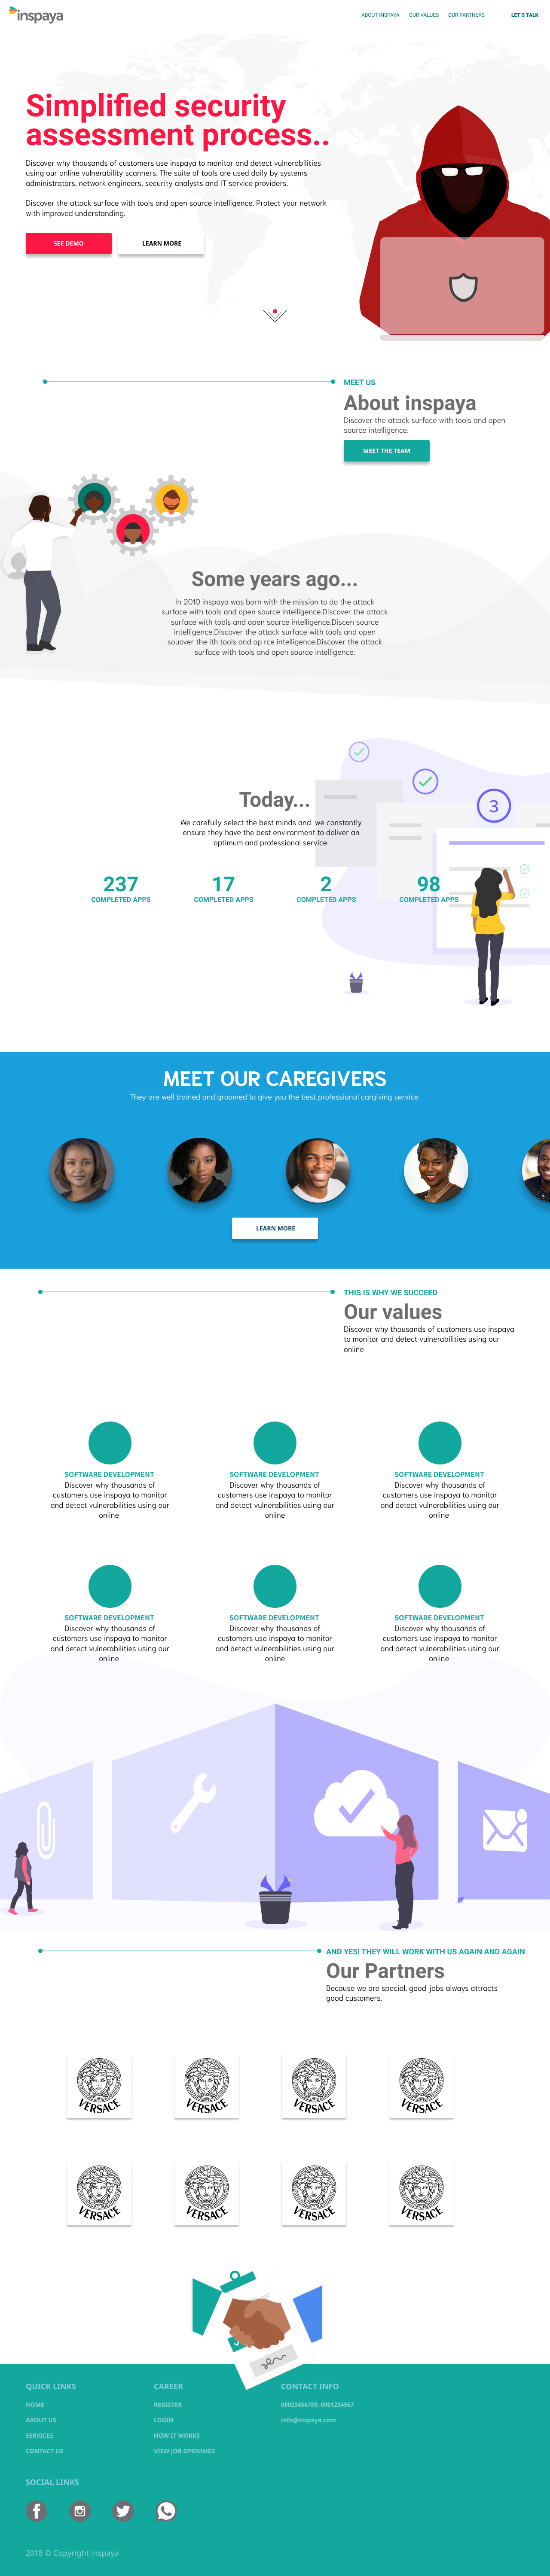 inspaya
ABOUT INSPAYA
OUR VALUES
OUR PARTNERS
LET'S TALK
Simplified security
assessment process..
Discover why thousands of customers use inspaya to monitor and detect vulnerabilities
using our online vulnerability scanners. The suite of tools are used daily by systems
administrators, network engineers, security analysts and IT service providers.
Discover the attack surface with tools and open source intelligence. Protect your network
with improved understanding.
SEE DEMO
LEARN MORE
MEET US
About inspaya
Discover the attack surface with tools and open
source intelligence.
MEET THE TEAM
Some years ago...
In 2010 inspaya was born with the mission to do the attack
surface with tools and open source intelligence.Discover the attack
surface with tools and open source intelligence.Discen source
intelligence.Discover the attack surface with tools and open
souover the ith tools and op rce intelligence.Discover the attack
surface with tools and open source intelligence.
3
Today...
We carefully select the best minds and we constantly
ensure they have the best environment to deliver an
optimum and professional service.
237
COMPLETED APPS
17
COMPLETED APPS
2
COMPLETED APPS
98
COMPLETED APPS
MEET OUR CAREGIVERS
They are well trained and groomed to give you the best professional cargiving service.
LEARN MORE
THIS IS WHY WE SUCCEED
Our values
Discover why thousands of customers use inspaya
to monitor and detect vulnerabilities using our
online
SOFTWARE DEVELOPMENT
Discover why thousands of
customers use inspaya to monitor
and detect vulnerabilities using our
online
SOFTWARE DEVELOPMENT
Discover why thousands of
customers use inspaya to monitor
and detect vulnerabilities using our
online
SOFTWARE DEVELOPMENT
Discover why thousands of
customers use inspaya to monitor
and detect vulnerabilities using our
online
SOFTWARE DEVELOPMENT
Discover why thousands of
customers use inspaya to monitor
and detect vulnerabilities using our
online
SOFTWARE DEVELOPMENT
Discover why thousands of
customers use inspaya to monitor
and detect vulnerabilities using our
online
SOFTWARE DEVELOPMENT
Discover why thousands of
customers use inspaya to monitor
and detect vulnerabilities using our
online
AND YES! THEY WILL WORK WITH US AGAIN AND AGAIN
Our Partners
Because we are special, good jobs always attracts
good customers.
VERSACE
VERSACE
VERSACE
VERSACE
VERSACE
VERSACE
VERSACE
VERSACE
QUICK LINKS
HOME
ABOUT US
SERVICES
CONTACT US
CAREER
REGISTER
LOGIN
HOW IT WORKS
VIEW JOB OPENINGS
CONTACT INFO
08023456789, 0901234567
info@inspaya.com
SOCIAL LINKS
2018 © Copyright inspaya